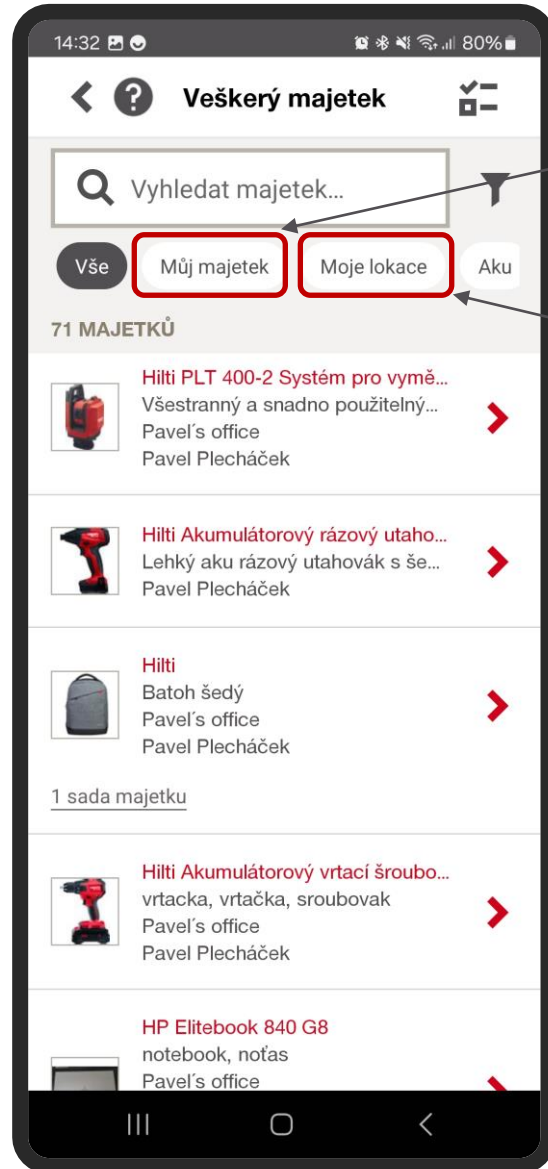 14:32 80%
Veškerý majetek
Vyhledat majetek...
Vše Můj majetek Moje lokace Aku
71 MAJETKŮ
Hilti PLT 400-2 Systém pro vymě...
Všestranný a snadno použitelný...
Pavel´s office
Pavel Plecháček
Hilti Akumulátorový rázový utaho...
Lehký aku rázový utahovák s še...
Pavel Plecháček
Hilti
Batoh šedý
Pavel´s office
Pavel Plecháček
1 sada majetku
Hilti Akumulátorový vrtací šroubo...
vrtacka, vrtačka, sroubovak
Pavel´s office
Pavel Plecháček
HP Elitebook 840 G8
notebook, noťas
Pavel´s office